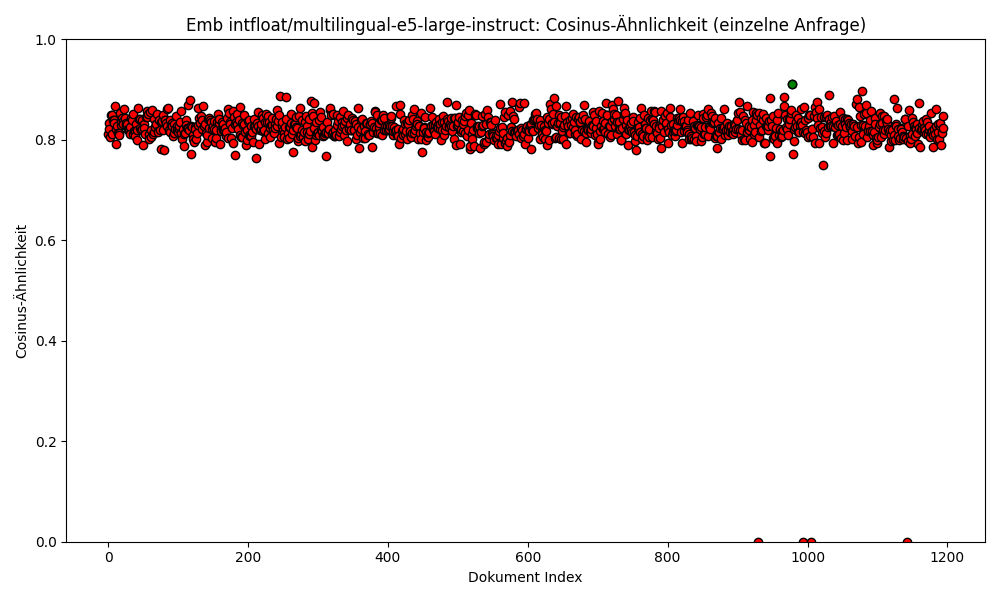 Emb intfloat/multilingual-e5-large-instruct: Cosinus-Ähnlichkeit (einzelne Anfrage)
1.0
0.8
0.6
0.4
0.2
0.0
Cosinus-Ähnlichkeit
0 200 400 600 800 1000 1200
Dokument Index